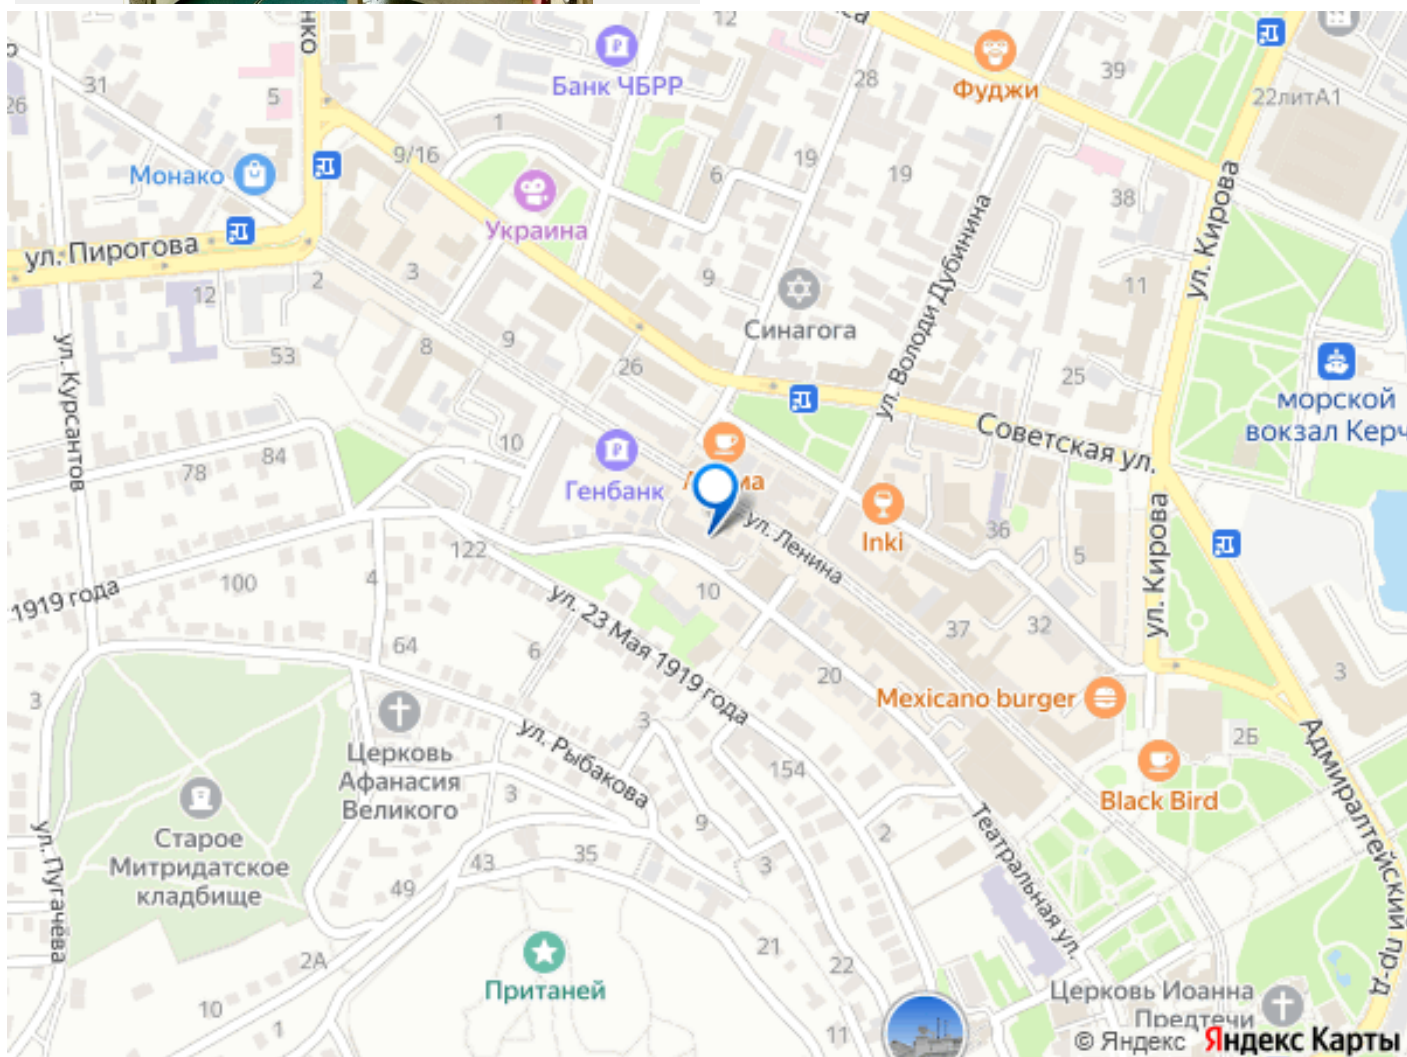 12
31
26
5
Банк ЧБРР
28
Фуджи
39
22литА1
1
9/16
Монако
6
19
19
38
ул. Кирова
Украина
ул. Пирогова
3
2
12
9
Синагога
ул. Володи Дубинина
11
морской
вокзал Керч
53
8
9
26
25
ул. Курсантов
Советская ул.
78
84
10
Генбанк
ул. Ленина
Inki
36
5
ул. Кирова
1919 года
100
4
122
10
ул. 23 Мая 1919 года
64
6
37
32
20
3
3
Mexicano burger
3
2Б
Адмиралтейский пр-д
Церковь
Афанасия
Великого
ул. Рыбакова
154
Black Bird
Старое
Митридатское
кладбище
3
9
2
Театральная ул.
ул. Пугачёва
43
35
49
3
2А
21
22
Пританей
10
1
11
Церковь Иоанна
Предтечи
© Яндекс Яндекс Карты